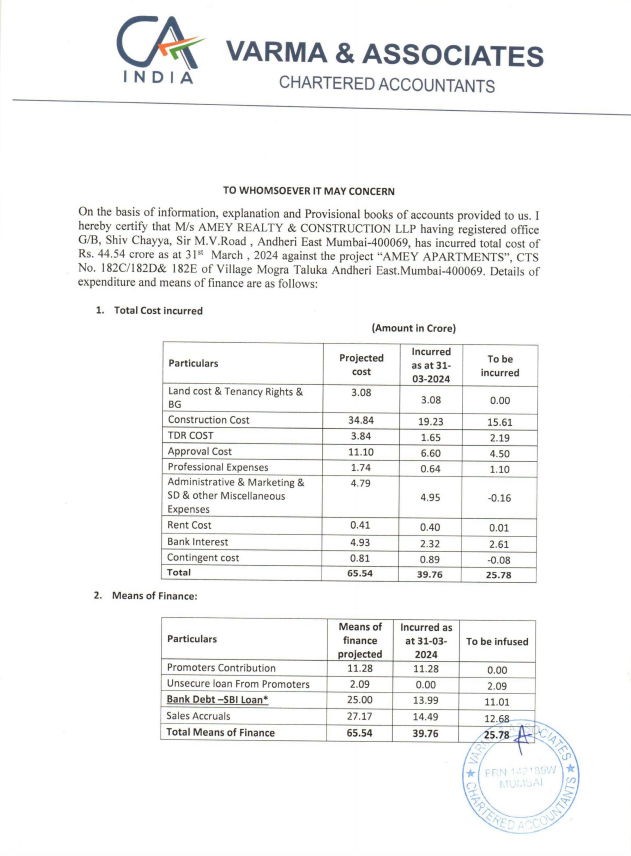 CA
INDIA
VARMA & ASSOCIATES
CHARTERED ACCOUNTANTS
TO WHOMSOEVER IT MAY CONCERN
On the basis of information, explanation and Provisional books of accounts provided to us. I
hereby certify that M/s AMEY REALTY & CONSTRUCTION LLP having registered office
G/B, Shiv Chayya, Sir M.V.Road , Andheri East Mumbai-400069, has incurred total cost of
Rs. 44.54 crore as at 31st March , 2024 against the project “AMEY APARTMENTS”, CTS
No. 182C/182D& 182E of Village Mogra Taluka Andheri East.Mumbai-400069. Details of
expenditure and means of finance are as follows:
1. Total Cost incurred
(Amount in Crore)
Particulars Projected cost Incurred as at 31-03-2024 To be incurred
Land cost & Tenancy Rights & BG 3.08 3.08 0.00
Construction Cost 34.84 19.23 15.61
TDR COST 3.84 1.65 2.19
Approval Cost 11.10 6.60 4.50
Professional Expenses 1.74 0.64 1.10
Administrative & Marketing & SD & other Miscellaneous Expenses 4.79 4.95 -0.16
Rent Cost 0.41 0.40 0.01
Bank Interest 4.93 2.32 2.61
Contingent cost 0.81 0.89 -0.08
Total 65.54 39.76 25.78
2. Means of Finance:
Particulars Means of finance projected Incurred as at 31-03-2024 To be infused
Promoters Contribution 11.28 11.28 0.00
Unsecure loan From Promoters 2.09 0.00 2.09
Bank Debt –SBI Loan* 25.00 13.99 11.01
Sales Accruals 27.17 14.49 12.68
Total Means of Finance 65.54 39.76 25.78
VARMA & ASSOCIATES
MUMBAI
CHARTERED ACCOUNTANTS